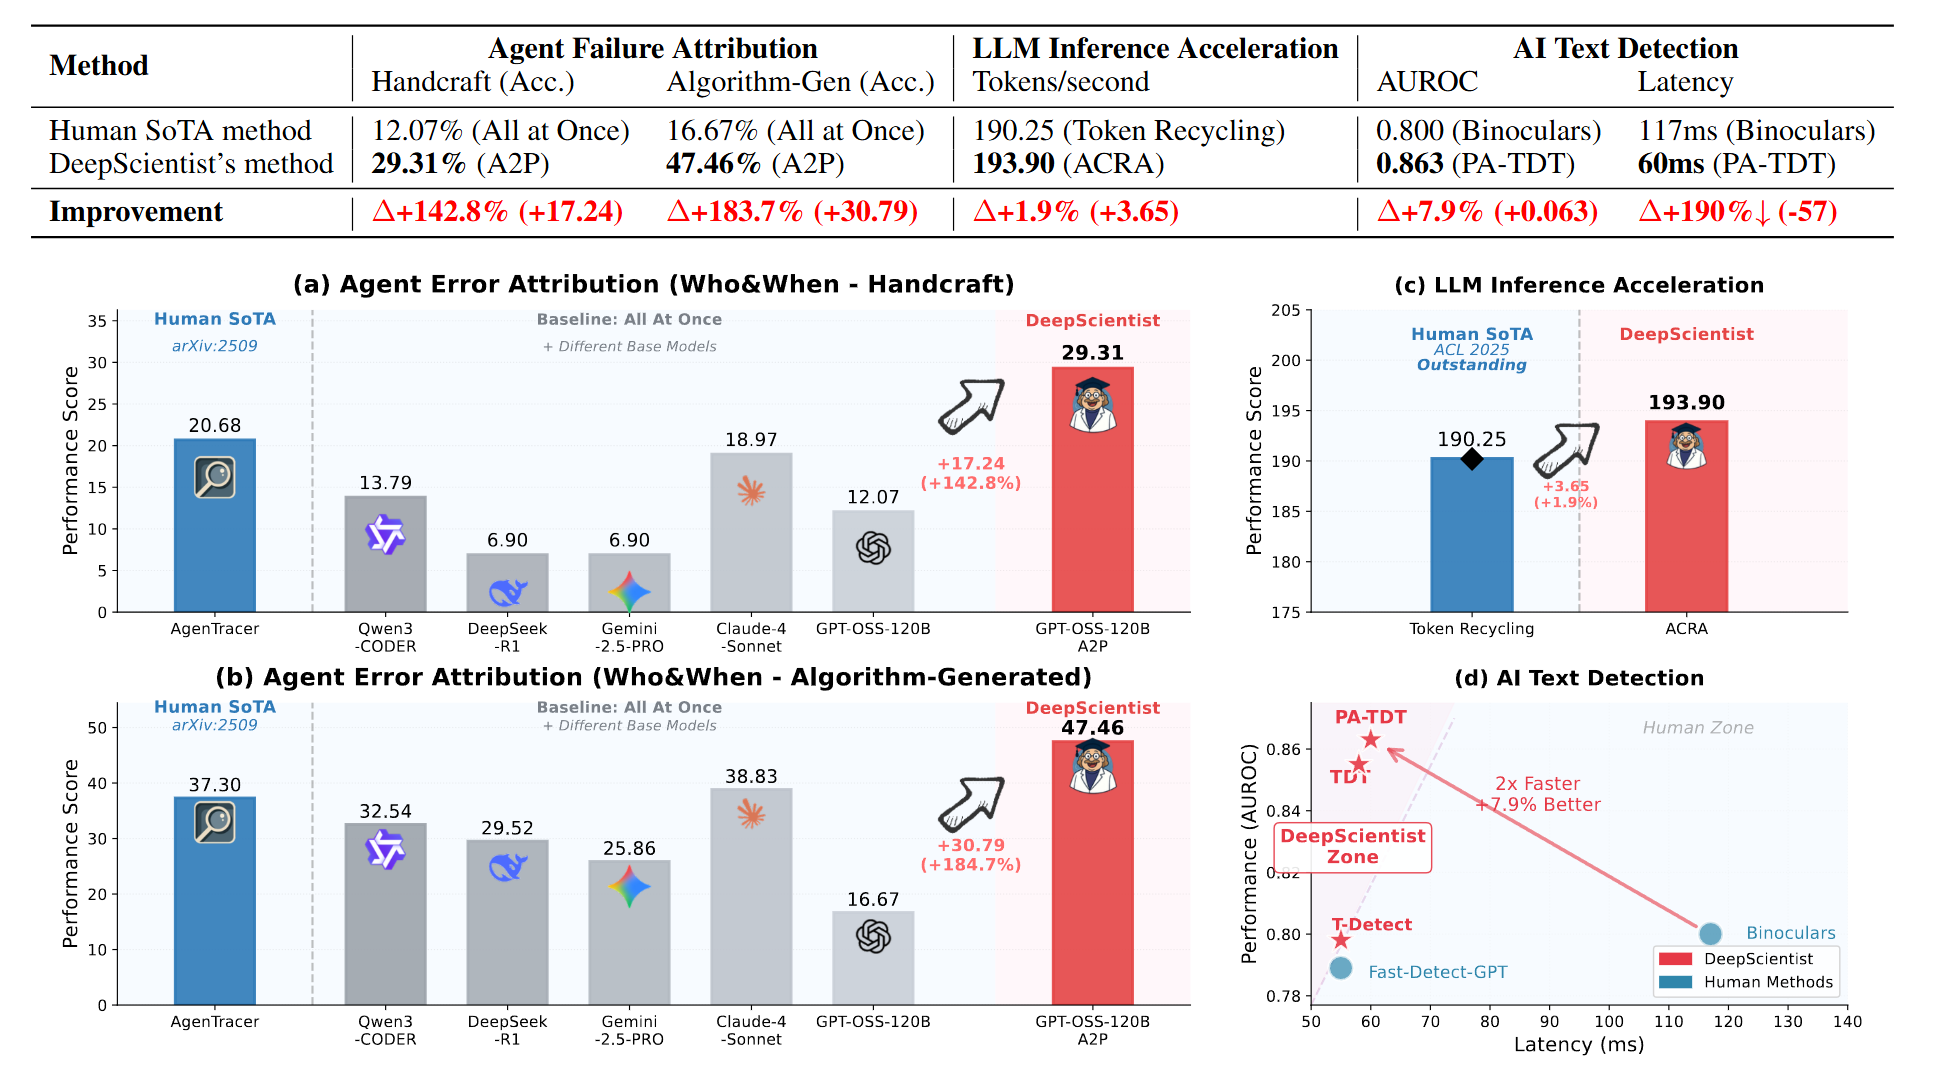 Method
Agent Failure Attribution
LLM Inference Acceleration
AI Text Detection
Handcraft (Acc.)
Algorithm-Gen (Acc.)
Tokens/second
AUROC
Latency
Human SoTA method
12.07% (All at Once)
16.67% (All at Once)
190.25 (Token Recycling)
0.800 (Binoculars)
117ms (Binoculars)
DeepScientist's method
29.31% (A2P)
47.46% (A2P)
193.90 (ACRA)
0.863 (PA-TDT)
60ms (PA-TDT)
Improvement
Δ+142.8% (+17.24)
Δ+183.7% (+30.79)
Δ+1.9% (+3.65)
Δ+7.9% (+0.063)
Δ+190%↓ (-57)
(a) Agent Error Attribution (Who&When - Handcraft)
Performance Score
35
30
25
20
15
10
5
0
Human SoTA
arXiv:2509
Baseline: All At Once
+ Different Base Models
DeepScientist
20.68
13.79
6.90
6.90
18.97
12.07
29.31
+17.24
(+142.8%)
AgenTracer
Qwen3
-CODER
DeepSeek
-R1
Gemini
-2.5-PRO
Claude-4
-Sonnet
GPT-OSS-120B
GPT-OSS-120B
A2P
(c) LLM Inference Acceleration
Performance Score
205
200
195
190
185
180
175
Human SoTA
ACL 2025
Outstanding
DeepScientist
190.25
193.90
+3.65
(+1.9%)
Token Recycling
ACRA
(b) Agent Error Attribution (Who&When - Algorithm-Generated)
Performance Score
50
40
30
20
10
0
Human SoTA
arXiv:2509
Baseline: All At Once
+ Different Base Models
DeepScientist
37.30
32.54
29.52
25.86
38.83
16.67
47.46
+30.79
(+184.7%)
AgenTracer
Qwen3
-CODER
DeepSeek
-R1
Gemini
-2.5-PRO
Claude-4
-Sonnet
GPT-OSS-120B
GPT-OSS-120B
A2P
(d) AI Text Detection
Performance (AUROC)
0.86
0.84
0.82
0.80
0.78
PA-TDT
TDT
Human Zone
2x Faster
+7.9% Better
DeepScientist
Zone
T-Detect
Fast-Detect-GPT
Binoculars
DeepScientist
Human Methods
50
60
70
80
90
100
110
120
130
140
Latency (ms)